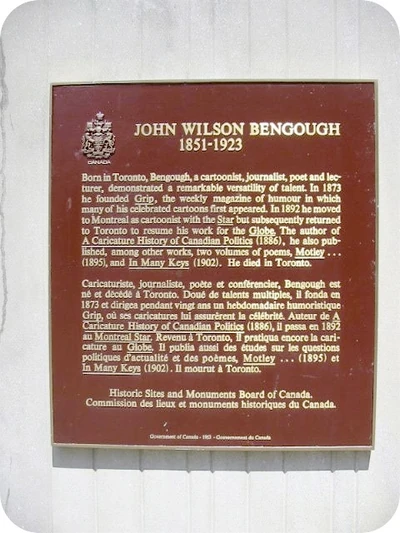 CANADA
JOHN WILSON BENGOUGH
1851-1923
Born in Toronto, Bengough, a cartoonist, journalist, poet and lec-
turer, demonstrated a remarkable versatility of talent. In 1873
he founded Grip, the weekly magazine of humour in which
many of his celebrated cartoons first appeared. In 1892 he moved
to Montreal as cartoonist with the Star but subsequently returned
to Toronto to resume his work for the Globe. The author of
A Caricature History of Canadian Politics (1886), he also pub-
lished, among other works, two volumes of poems, Motley . . .
(1895), and In Many Keys (1902). He died in Toronto.
Caricaturiste, journaliste, poète et conférencier, Bengough est
né et décédé à Toronto. Doué de talents multiples, il fonda en
1873 et dirigea pendant vingt ans un hebdomadaire humoristique
Grip, où ses caricatures lui assurèrent la célébrité. Auteur de A
Caricature History of Canadian Politics (1886), il passa en 1892
au Montreal Star. Revenu à Toronto, il pratiqua encore la cari-
cature au Globe. Il publia aussi des études sur les questions
politiques d'actualité et des poèmes, Motley . . . (1895) et
In Many Keys (1902). Il mourut à Toronto.
Historic Sites and Monuments Board of Canada.
Commission des lieux et monuments historiques du Canada.
Government of Canada - - Gouvernement du Canada